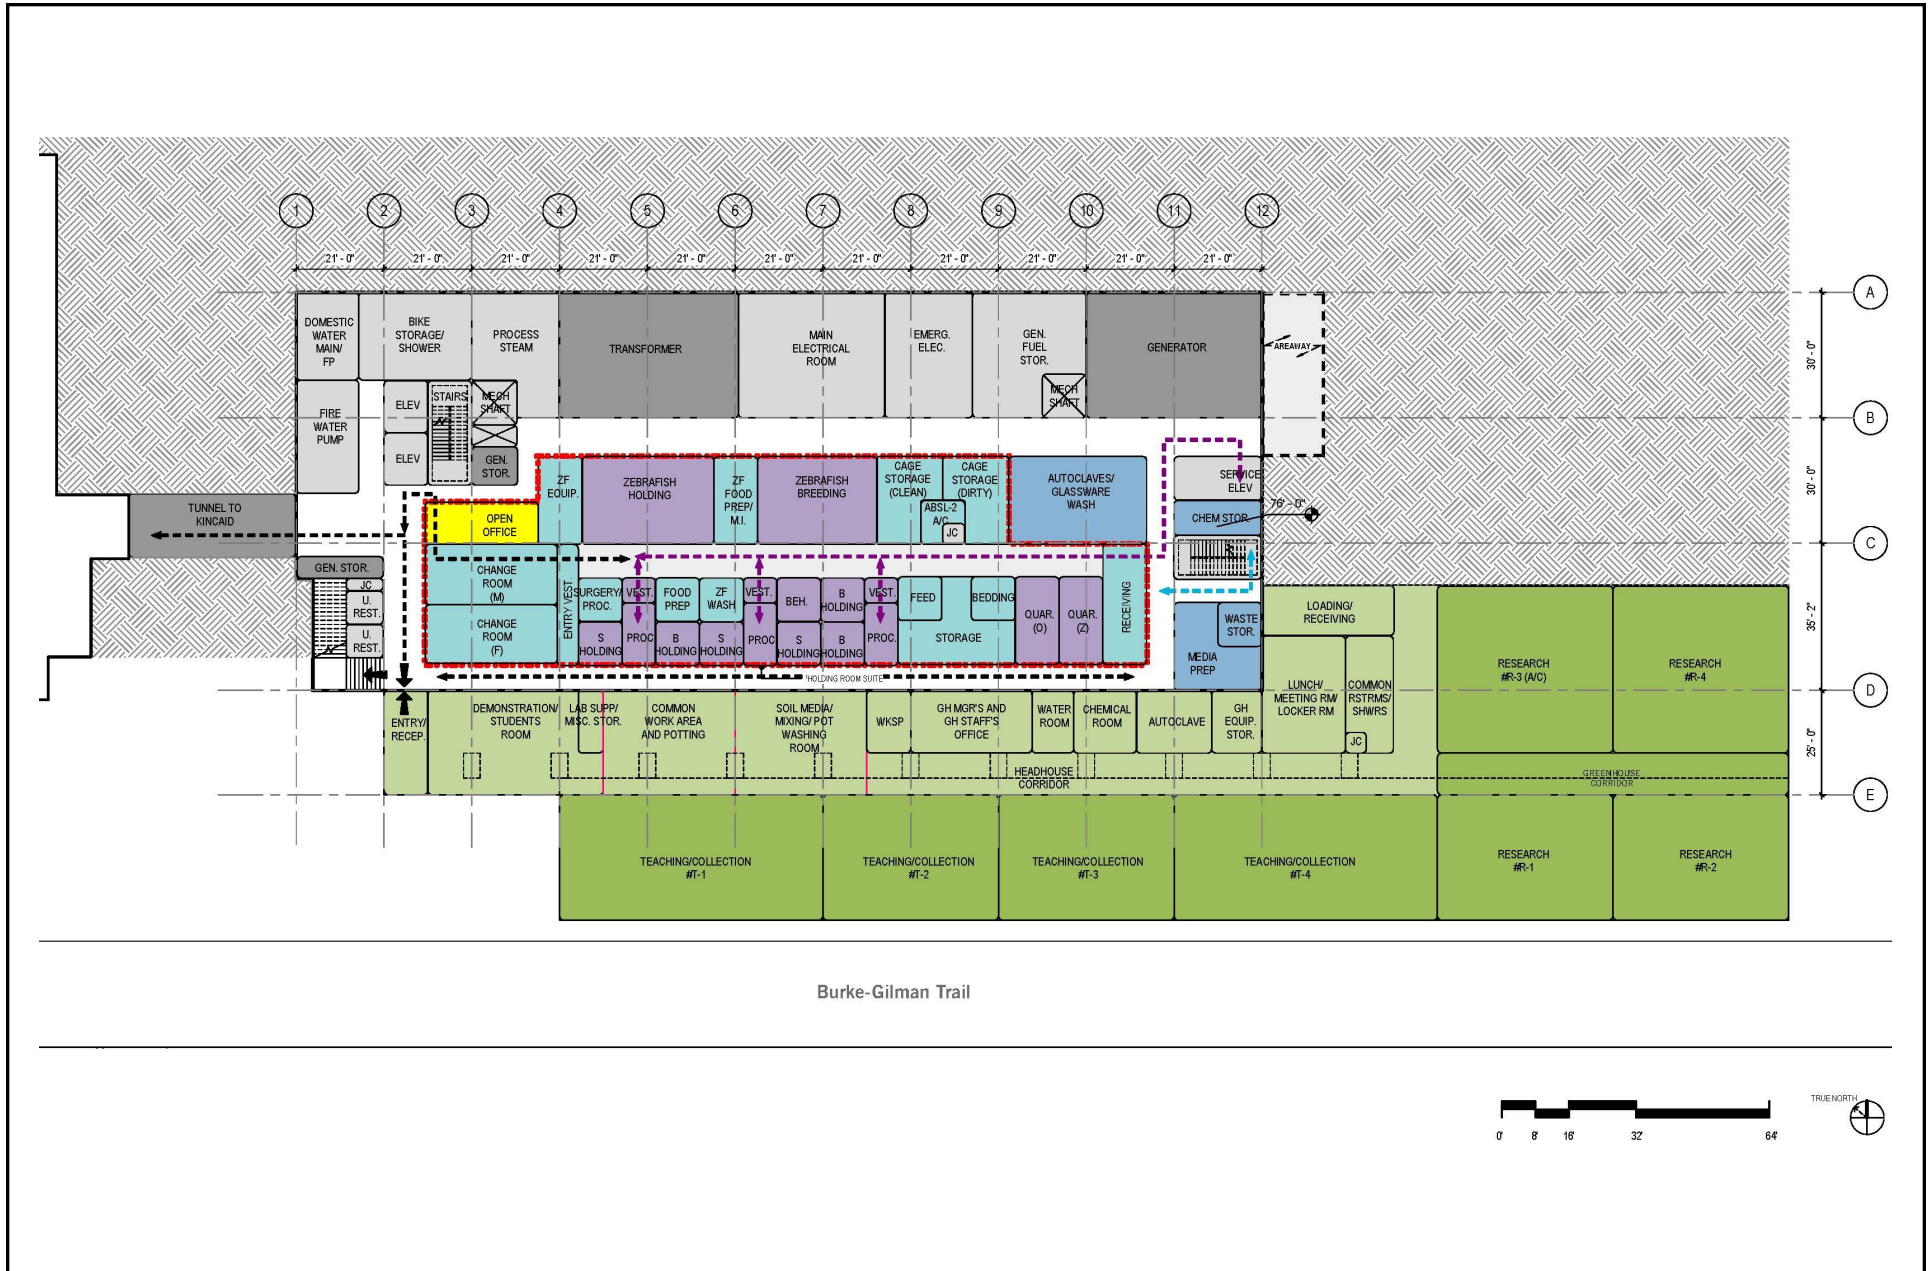 1 2 3 4 5 6 7 8 9 10 11 12
21' - 0" 21' - 0" 21' - 0" 21' - 0" 21' - 0" 21' - 0" 21' - 0" 21' - 0" 21' - 0" 21' - 0" 21' - 0"
A
B
C
D
E
30' - 0"
30' - 0"
35' - 2"
25' - 0"
DOMESTIC
WATER
MAIN/
FP
BIKE
STORAGE/
SHOWER
PROCESS
STEAM
TRANSFORMER
MAIN
ELECTRICAL
ROOM
EMERG.
ELEC.
GEN.
FUEL
STOR.
MECH
SHAFT
GENERATOR
AREAWAY
FIRE
WATER
PUMP
ELEV
ELEV
STAIRS
MECH
SHAFT
GEN.
STOR.
TUNNEL TO
KINCAID
OPEN
OFFICE
ZF
EQUIP.
ZEBRAFISH
HOLDING
ZF
FOOD
PREP/
M.I.
ZEBRAFISH
BREEDING
CAGE
STORAGE
(CLEAN)
CAGE
STORAGE
(DIRTY)
ABSL-2
A/C
JC
AUTOCLAVES/
GLASSWARE
WASH
SERVICE
ELEV
CHEM STOR.
76' - 0"
GEN. STOR.
JC
U.
REST.
U.
REST.
CHANGE
ROOM
(M)
CHANGE
ROOM
(F)
ENTRY VEST.
SURGERY/
PROC.
VEST.
FOOD
PREP
ZF
WASH
VEST.
BEH.
B
HOLDING
VEST.
FEED
BEDDING
S
HOLDING
PROC
B
HOLDING
S
HOLDING
PROC
S
HOLDING
B
HOLDING
PROC.
STORAGE
QUAR.
(O)
QUAR.
(Z)
RECEIVING
HOLDING ROOM SUITE
WASTE
STOR.
MEDIA
PREP
LOADING/
RECEIVING
LUNCH/
MEETING RM/
LOCKER RM
COMMON
RSTRMS/
SHWRS
JC
RESEARCH
#R-3 (A/C)
RESEARCH
#R-4
ENTRY/
RECEP.
DEMONSTRATION/
STUDENTS
ROOM
LAB SUPP/
MISC. STOR.
COMMON
WORK AREA
AND POTTING
SOIL MEDIA/
MIXING/ POT
WASHING
ROOM
WKSP
GH MGR'S AND
GH STAFF'S
OFFICE
WATER
ROOM
CHEMICAL
ROOM
AUTOCLAVE
GH
EQUIP.
STOR.
HEADHOUSE
CORRIDOR
GREENHOUSE
CORRIDOR
TEACHING/COLLECTION
#T-1
TEACHING/COLLECTION
#T-2
TEACHING/COLLECTION
#T-3
TEACHING/COLLECTION
#T-4
RESEARCH
#R-1
RESEARCH
#R-2
Burke-Gilman Trail
0' 8' 16' 32' 64'
TRUE NORTH